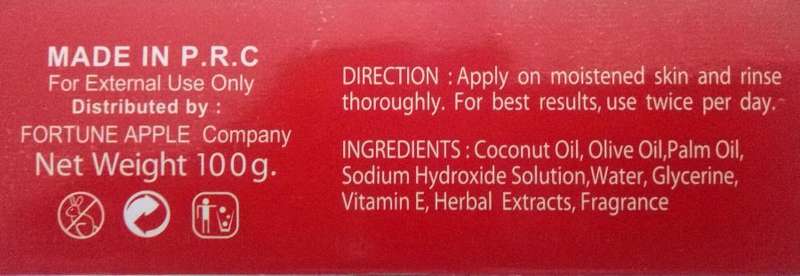 MADE IN P.R.C
For External Use Only
Distributed by :
FORTUNE APPLE Company
Net Weight 100g.
DIRECTION : Apply on moistened skin and rinse
thoroughly. For best results, use twice per day.
INGREDIENTS : Coconut Oil, Olive Oil,Palm Oil,
Sodium Hydroxide Solution,Water, Glycerine,
Vitamin E, Herbal Extracts, Fragrance